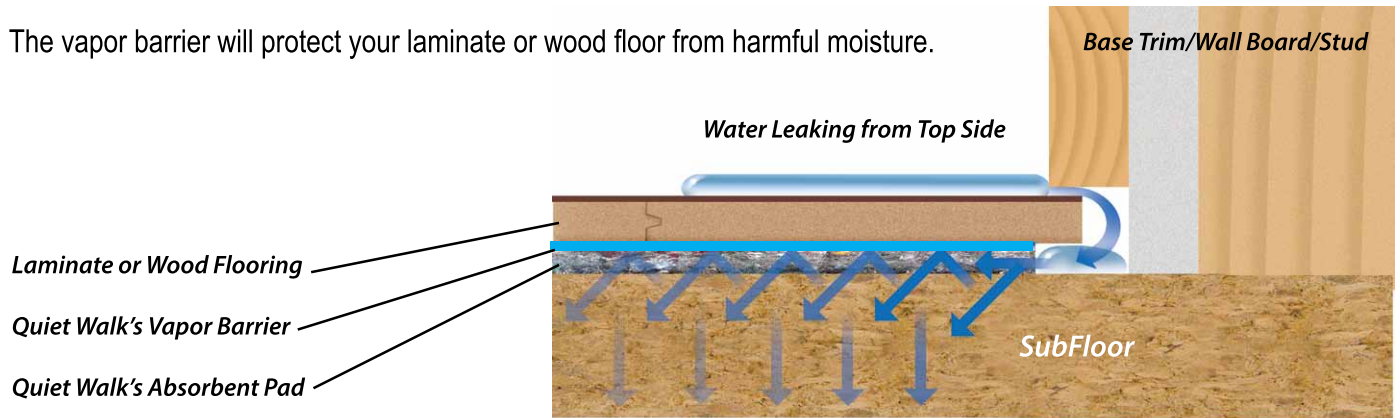 The vapor barrier will protect your laminate or wood floor from harmful moisture.
Base Trim/Wall Board/Stud
Water Leaking from Top Side
Laminate or Wood Flooring
Quiet Walk's Vapor Barrier
SubFloor
Quiet Walk's Absorbent Pad